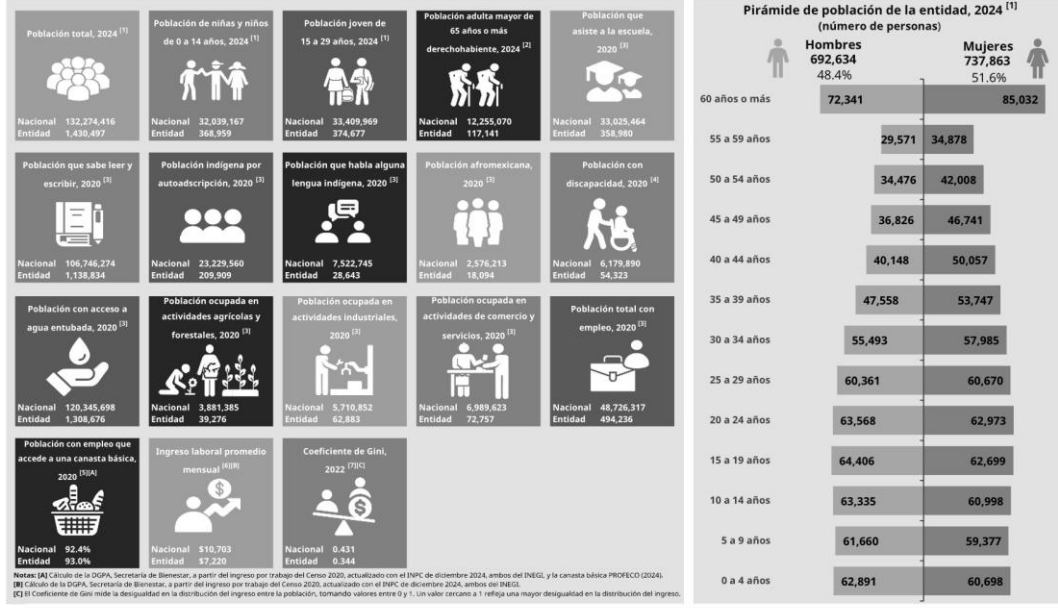 Población total, 2024 [1]
Nacional 132,274,416
Entidad 1,430,497
Población de niñas y niños
de 0 a 14 años, 2024 [1]
Nacional 32,039,167
Entidad 368,959
Población joven de
15 a 29 años, 2024 [1]
Nacional 33,409,969
Entidad 374,677
Población adulta mayor de
65 años o más
derechohabiente, 2024 [2]
Nacional 12,255,070
Entidad 117,141
Población que
asiste a la escuela,
2020 [3]
Nacional 33,025,464
Entidad 358,980
Población que sabe leer y
escribir, 2020 [3]
Nacional 106,746,274
Entidad 1,138,834
Población indígena por
autoadscripción, 2020 [3]
Nacional 23,229,560
Entidad 209,909
Población que habla alguna
lengua indígena, 2020 [3]
Nacional 7,522,745
Entidad 28,643
Población afromexicana,
2020 [3]
Nacional 2,576,213
Entidad 18,094
Población con
discapacidad, 2020 [4]
Nacional 6,179,890
Entidad 54,323
Población con acceso a
agua entubada, 2020 [3]
Nacional 120,345,698
Entidad 1,308,676
Población ocupada en
actividades agrícolas y
forestales, 2020 [3]
Nacional 3,881,385
Entidad 39,276
Población ocupada en
actividades industriales,
2020 [3]
Nacional 5,710,852
Entidad 62,883
Población ocupada en
actividades de comercio y
servicios, 2020 [3]
Nacional 6,989,623
Entidad 72,757
Población total con
empleo, 2020 [3]
Nacional 48,726,317
Entidad 494,236
Población con empleo que
accede a una canasta básica,
2020 [5][A]
Nacional 92.4%
Entidad 93.0%
Ingreso laboral promedio
mensual [6][B]
Nacional $10,703
Entidad $7,220
Coeficiente de Gini,
2022 [7][C]
Nacional 0.431
Entidad 0.344
Notas: [A] Cálculo de la DGPA, Secretaría de Bienestar, a partir del ingreso por trabajo del Censo 2020, actualizado con el INPC de diciembre 2024, ambos del INEGI, y la canasta básica PROFECO (2024).
[B] Cálculo de la DGPA, Secretaría de Bienestar, a partir del ingreso por trabajo del Censo 2020, actualizado con el INPC de diciembre 2024, ambos del INEGI.
[C] El Coeficiente de Gini mide la desigualdad en la distribución del ingreso entre la población, tomando valores entre 0 y 1. Un valor cercano a 1 refleja una mayor desigualdad en la distribución del ingreso.
Pirámide de población de la entidad, 2024 [1]
(número de personas)
Hombres Mujeres
692,634 737,863
48.4% 51.6%
60 años o más 72,341 85,032
55 a 59 años 29,571 34,878
50 a 54 años 34,476 42,008
45 a 49 años 36,826 46,741
40 a 44 años 40,148 50,057
35 a 39 años 47,558 53,747
30 a 34 años 55,493 57,985
25 a 29 años 60,361 60,670
20 a 24 años 63,568 62,973
15 a 19 años 64,406 62,699
10 a 14 años 63,335 60,998
5 a 9 años 61,660 59,377
0 a 4 años 62,891 60,698